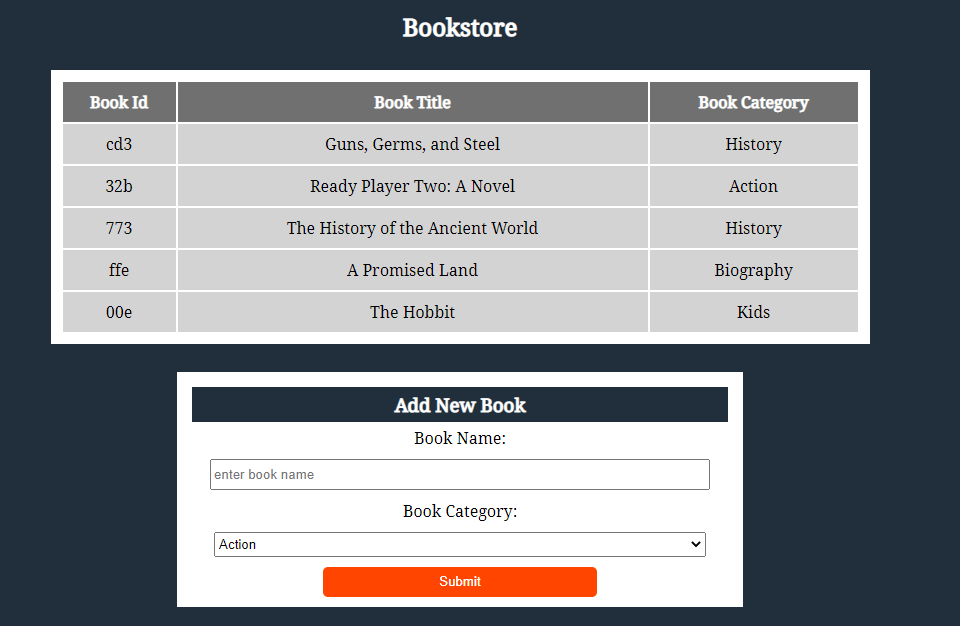 Bookstore
Book Id Book Title Book Category
cd3 Guns, Germs, and Steel History
32b Ready Player Two: A Novel Action
773 The History of the Ancient World History
ffe A Promised Land Biography
00e The Hobbit Kids
Add New Book
Book Name:
enter book name
Book Category:
Action
Submit